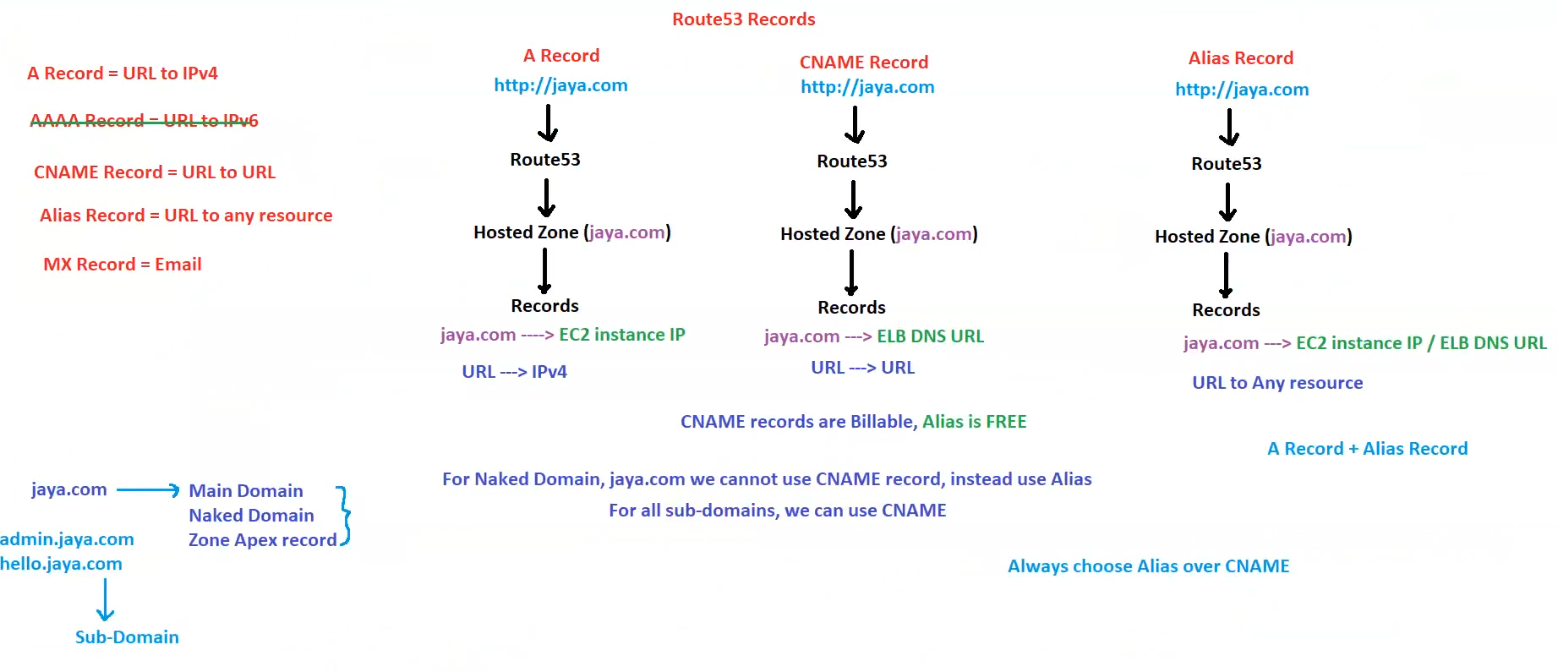 Route53 Records
A Record = URL to IPv4
AAAA Record = URL to IPv6
CNAME Record = URL to URL
Alias Record = URL to any resource
MX Record = Email
A Record
http://jaya.com
Route53
Hosted Zone (jaya.com)
Records
jaya.com ----> EC2 instance IP
URL ---> IPv4
CNAME Record
http://jaya.com
Route53
Hosted Zone (jaya.com)
Records
jaya.com ---> ELB DNS URL
URL ---> URL
Alias Record
http://jaya.com
Route53
Hosted Zone (jaya.com)
Records
jaya.com ---> EC2 instance IP / ELB DNS URL
URL to Any resource
CNAME records are Billable, Alias is FREE
A Record + Alias Record
For Naked Domain, jaya.com we cannot use CNAME record, instead use Alias
For all sub-domains, we can use CNAME
Always choose Alias over CNAME
jaya.com
Main Domain
Naked Domain
Zone Apex record
admin.jaya.com
hello.jaya.com
Sub-Domain